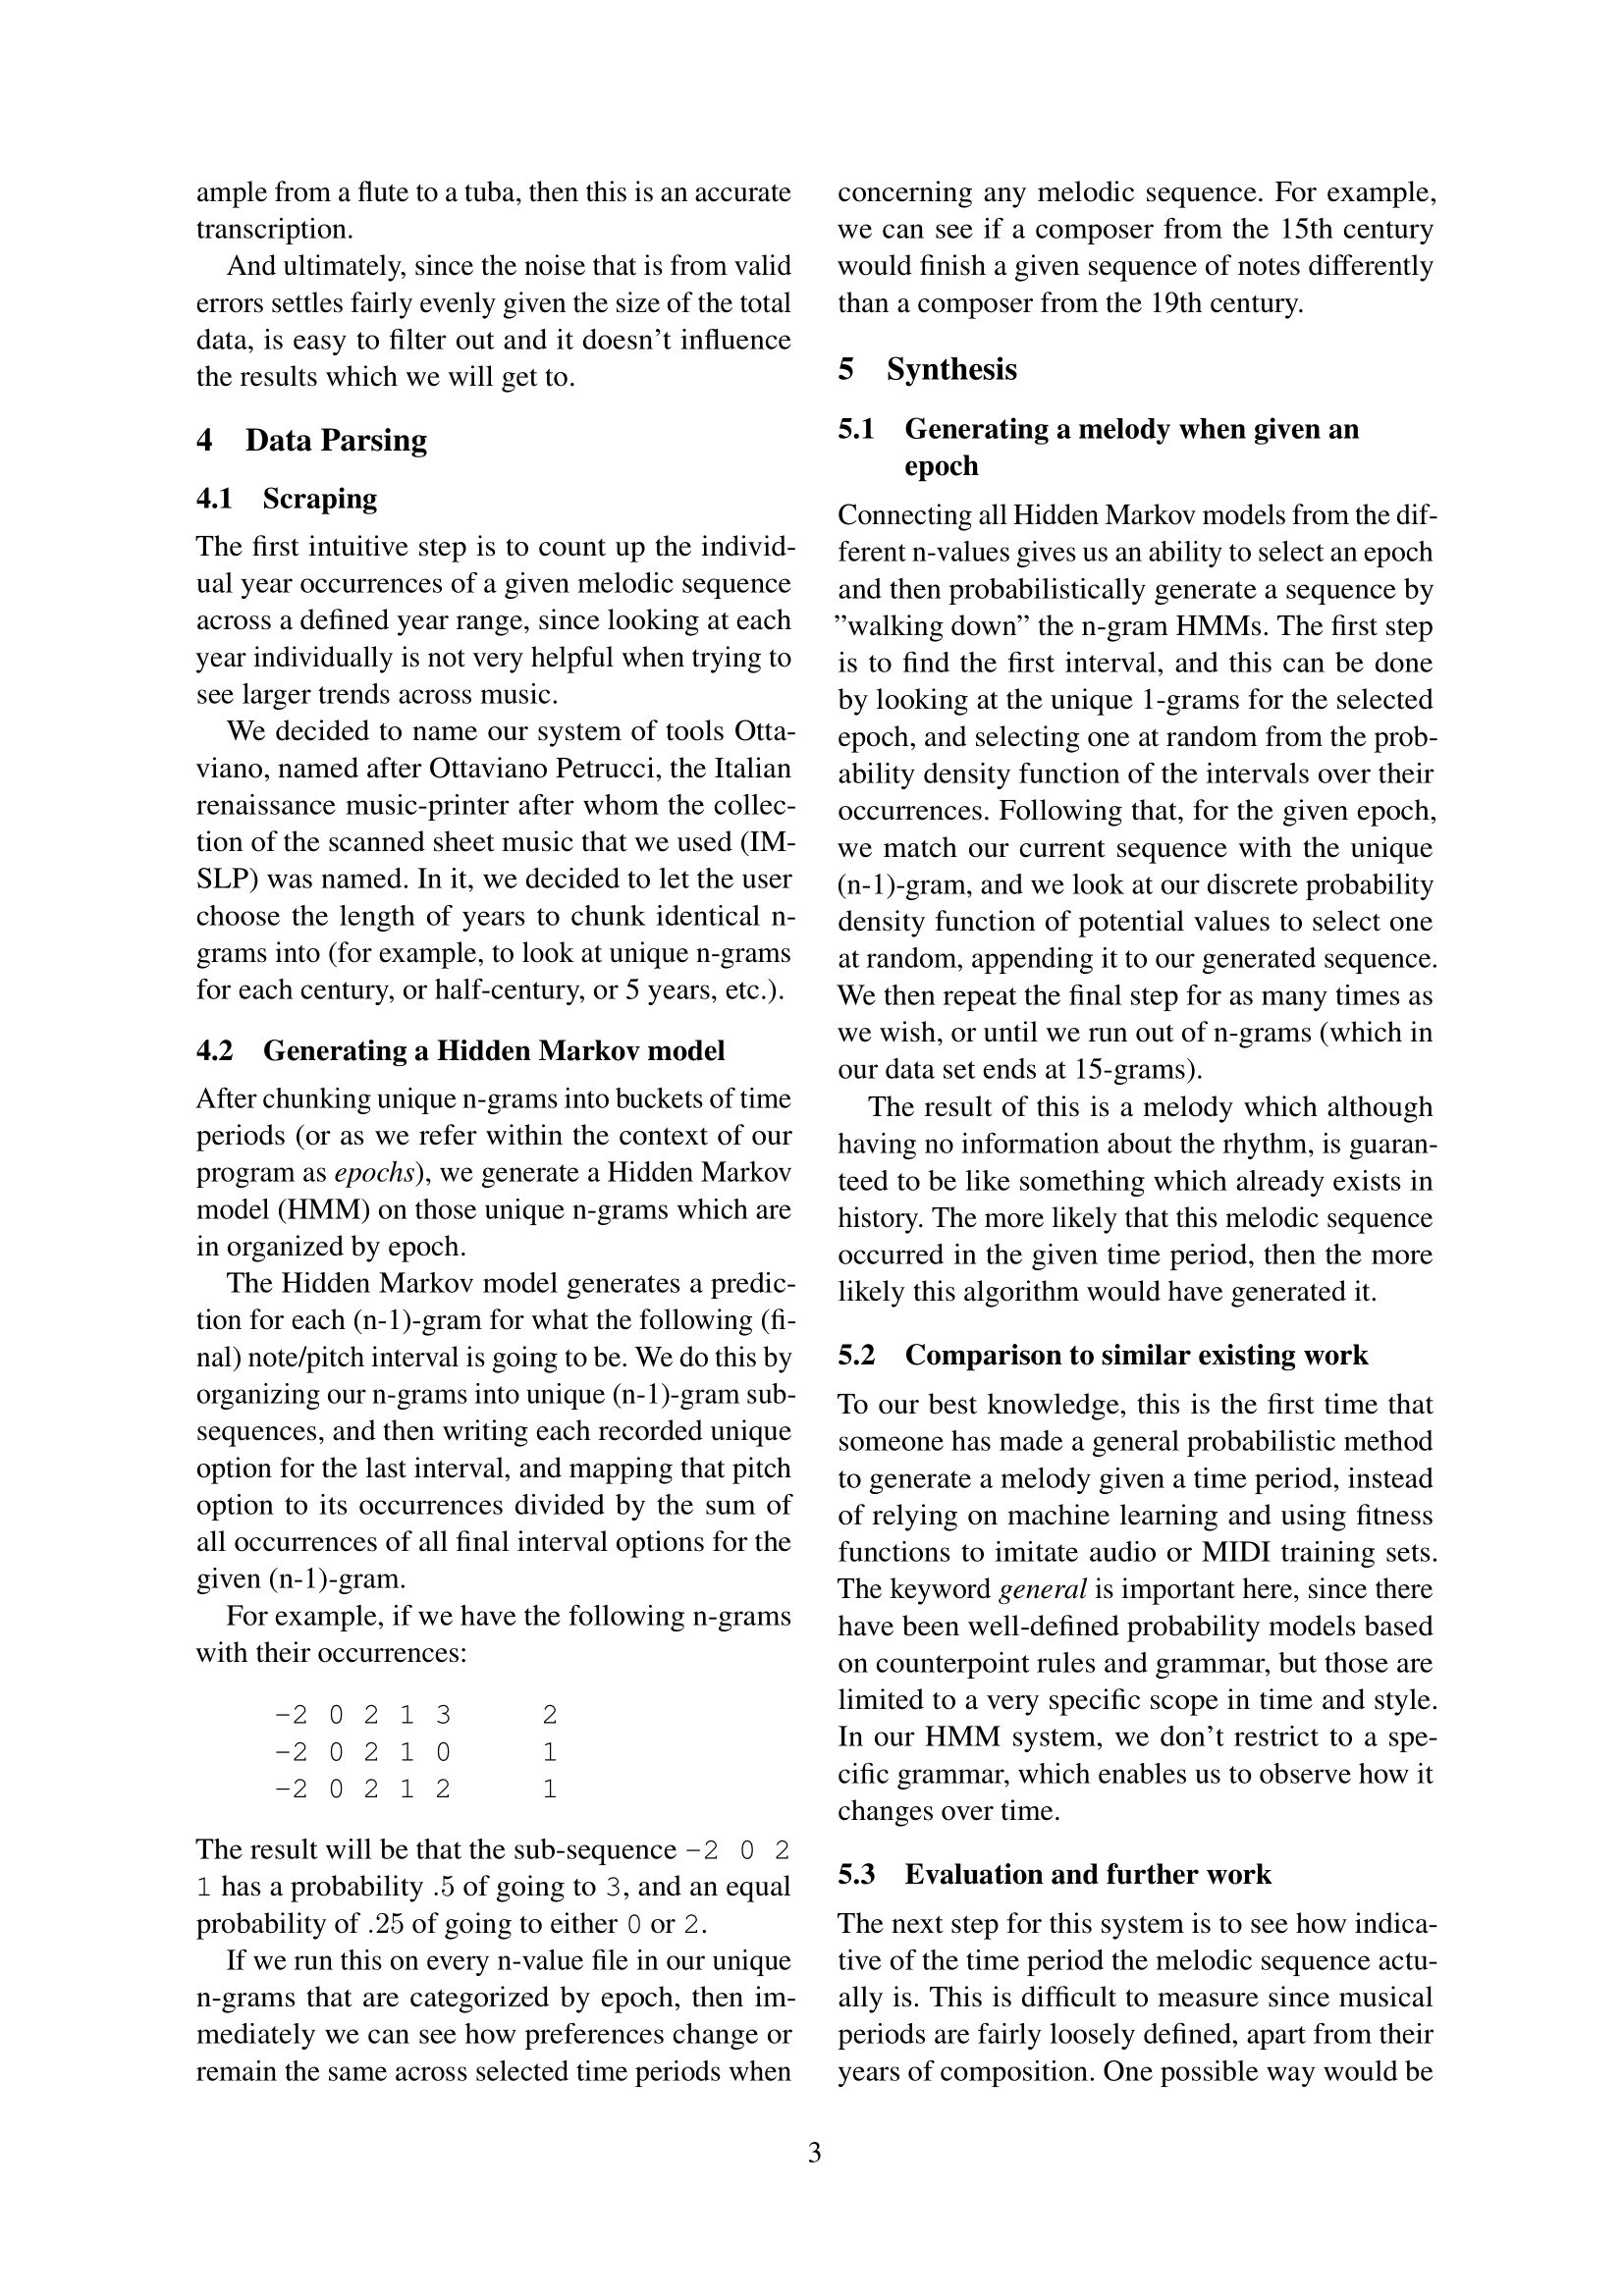 ample from a flute to a tuba, then this is an accurate
transcription.
And ultimately, since the noise that is from valid
errors settles fairly evenly given the size of the total
data, is easy to filter out and it doesn't influence
the results which we will get to.
4 Data Parsing
4.1 Scraping
The first intuitive step is to count up the individ-
ual year occurrences of a given melodic sequence
across a defined year range, since looking at each
year individually is not very helpful when trying to
see larger trends across music.
We decided to name our system of tools Otta-
viano, named after Ottaviano Petrucci, the Italian
renaissance music-printer after whom the collec-
tion of the scanned sheet music that we used (IM-
SLP) was named. In it, we decided to let the user
choose the length of years to chunk identical n-
grams into (for example, to look at unique n-grams
for each century, or half-century, or 5 years, etc.).
4.2 Generating a Hidden Markov model
After chunking unique n-grams into buckets of time
periods (or as we refer within the context of our
program as epochs), we generate a Hidden Markov
model (HMM) on those unique n-grams which are
in organized by epoch.
The Hidden Markov model generates a predic-
tion for each (n-1)-gram for what the following (fi-
nal) note/pitch interval is going to be. We do this by
organizing our n-grams into unique (n-1)-gram sub-
sequences, and then writing each recorded unique
option for the last interval, and mapping that pitch
option to its occurrences divided by the sum of
all occurrences of all final interval options for the
given (n-1)-gram.
For example, if we have the following n-grams
with their occurrences:
-2 0 2 1 3 2
-2 0 2 1 0 1
-2 0 2 1 2 1
The result will be that the sub-sequence -2 0 2
1 has a probability .5 of going to 3, and an equal
probability of .25 of going to either 0 or 2.
If we run this on every n-value file in our unique
n-grams that are categorized by epoch, then im-
mediately we can see how preferences change or
remain the same across selected time periods when
concerning any melodic sequence. For example,
we can see if a composer from the 15th century
would finish a given sequence of notes differently
than a composer from the 19th century.
5 Synthesis
5.1 Generating a melody when given an
epoch
Connecting all Hidden Markov models from the dif-
ferent n-values gives us an ability to select an epoch
and then probabilistically generate a sequence by
”walking down” the n-gram HMMs. The first step
is to find the first interval, and this can be done
by looking at the unique 1-grams for the selected
epoch, and selecting one at random from the prob-
ability density function of the intervals over their
occurrences. Following that, for the given epoch,
we match our current sequence with the unique
(n-1)-gram, and we look at our discrete probability
density function of potential values to select one
at random, appending it to our generated sequence.
We then repeat the final step for as many times as
we wish, or until we run out of n-grams (which in
our data set ends at 15-grams).
The result of this is a melody which although
having no information about the rhythm, is guaran-
teed to be like something which already exists in
history. The more likely that this melodic sequence
occurred in the given time period, then the more
likely this algorithm would have generated it.
5.2 Comparison to similar existing work
To our best knowledge, this is the first time that
someone has made a general probabilistic method
to generate a melody given a time period, instead
of relying on machine learning and using fitness
functions to imitate audio or MIDI training sets.
The keyword general is important here, since there
have been well-defined probability models based
on counterpoint rules and grammar, but those are
limited to a very specific scope in time and style.
In our HMM system, we don't restrict to a spe-
cific grammar, which enables us to observe how it
changes over time.
5.3 Evaluation and further work
The next step for this system is to see how indica-
tive of the time period the melodic sequence actu-
ally is. This is difficult to measure since musical
periods are fairly loosely defined, apart from their
years of composition. One possible way would be
3